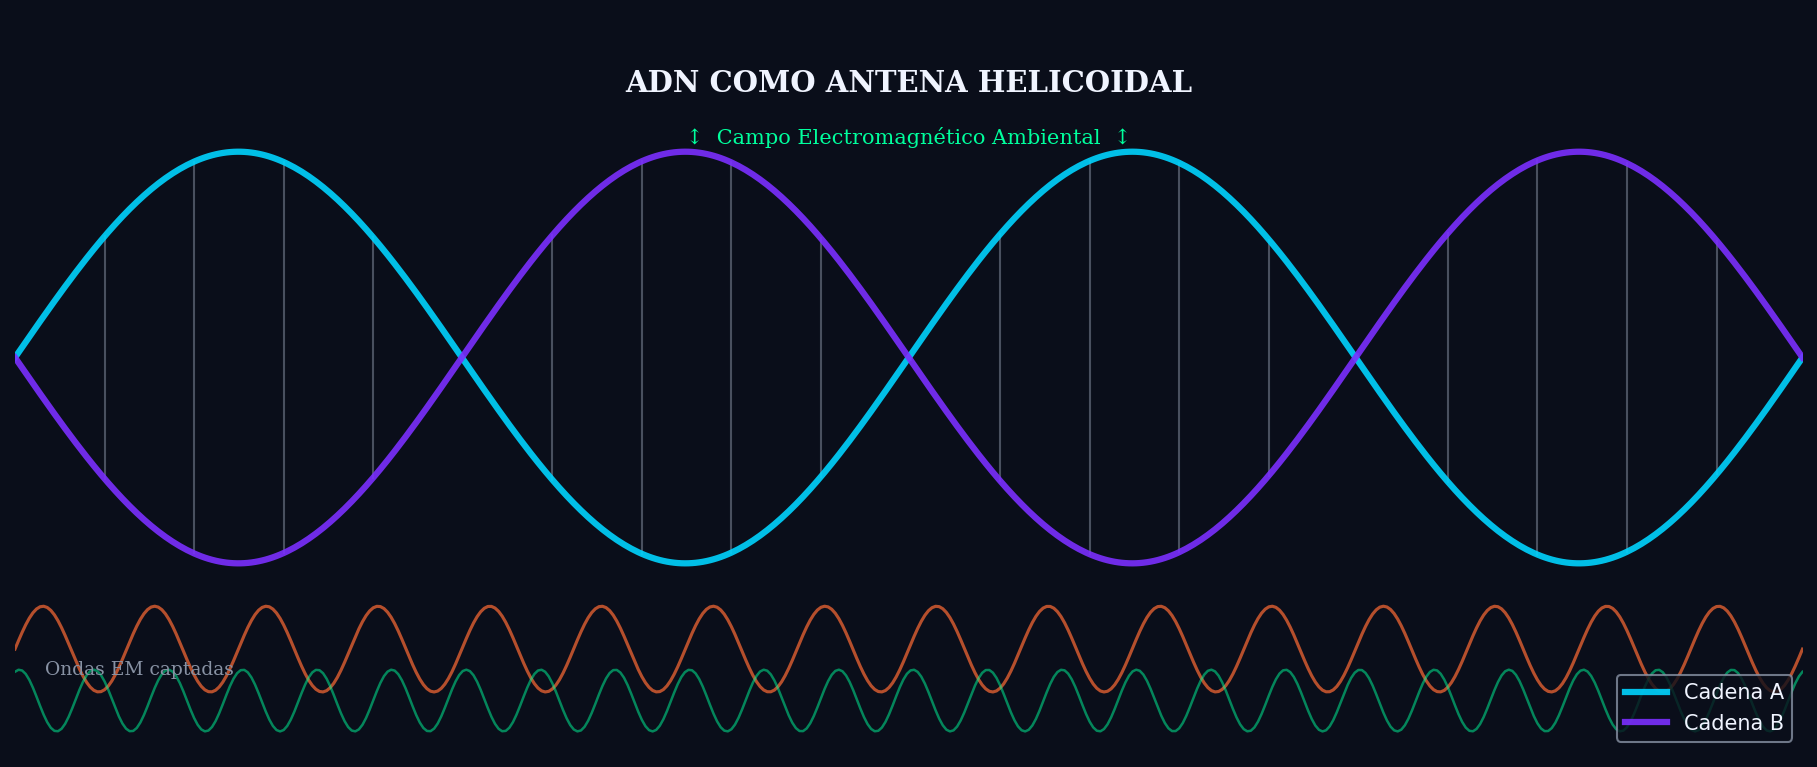 ADN COMO ANTENA HELICOIDAL
↕ Campo Electromagnético Ambiental ↕
Ondas EM captadas
Cadena A
Cadena B